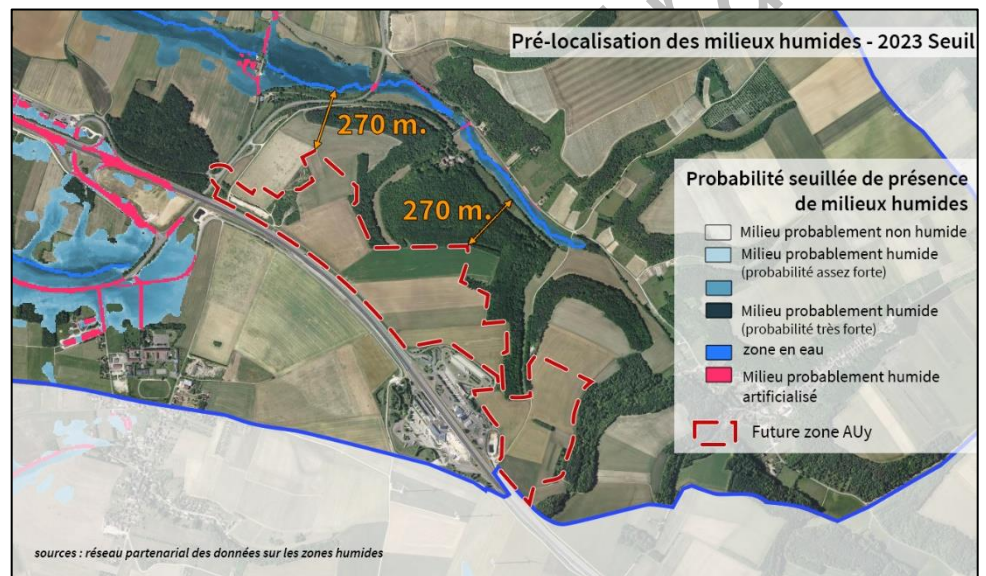 Pré-localisation des milieux humides - 2023 Seuil
270 m.
270 m.
Probabilité seuillée de présence
de milieux humides
Milieu probablement non humide
Milieu probablement humide
(probabilité assez forte)
Milieu probablement humide
(probabilité très forte)
zone en eau
Milieu probablement humide
artificialisé
Future zone AUy
sources : réseau partenarial des données sur les zones humides